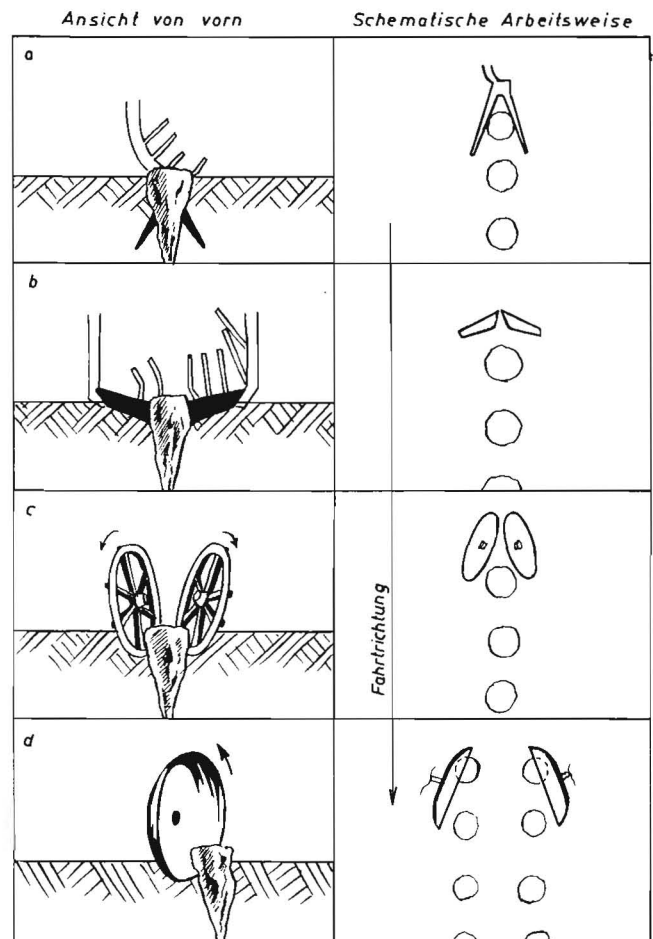 Ansicht von vorn
Schematische Arbeitsweise
a
b
c
Fahrtrichtung
d